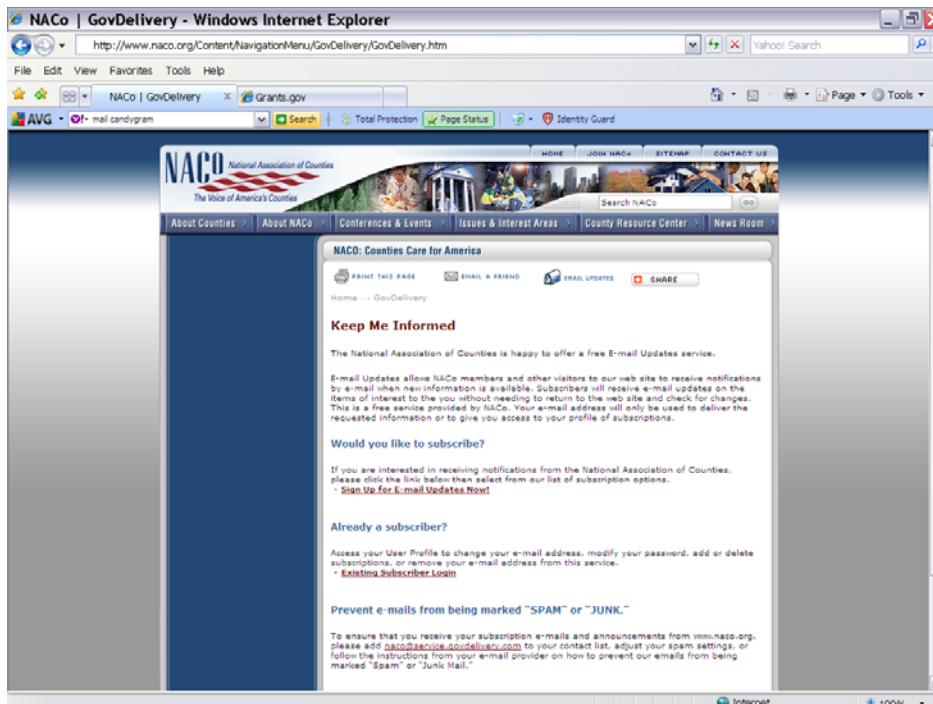 NACo | GovDelivery - Windows Internet Explorer
http://www.naco.org/Content/NavigationMenu/GovDelivery/GovDelivery.htm
Yahoo! Search
File Edit View Favorites Tools Help
NACo | GovDelivery x Grants.gov
Page Tools
AVG mail candygram Search Total Protection Page Status Identity Guard
HOME JOIN NACo SITEMAP CONTACT US
NACO National Association of Counties
The Voice of America's Counties
Search NACo GO
About Counties > About NACo > Conferences & Events > Issues & Interest Areas > County Resource Center > News Room >
NACO: Counties Care for America
PRINT THIS PAGE EMAIL A FRIEND EMAIL UPDATES SHARE
Home --> GovDelivery
Keep Me Informed
The National Association of Counties is happy to offer a free E-mail Updates service.
E-mail Updates allows NACo members and other visitors to our web site to receive notifications
by e-mail when new information is available. Subscribers will receive e-mail updates on the
items of interest to the you without needing to return to the web site and check for changes.
This is a free service provided by NACo. Your e-mail address will only be used to deliver the
requested information or to give you access to your profile of subscriptions.
Would you like to subscribe?
If you are interested in receiving notifications from the National Association of Counties,
please click the link below then select from our list of subscription options.
- Sign Up for E-mail Updates Now!
Already a subscriber?
Access your User Profile to change your e-mail address, modify your password, add or delete
subscriptions, or remove your e-mail address from this service.
- Existing Subscriber Login
Prevent e-mails from being marked "SPAM" or "JUNK."
To ensure that you receive your subscription e-mails and announcements from www.naco.org,
please add naco@service.govdelivery.com to your contact list, adjust your spam settings, or
follow the instructions from your e-mail provider on how to prevent our emails from being
marked "Spam" or "Junk Mail."
Internet 100%